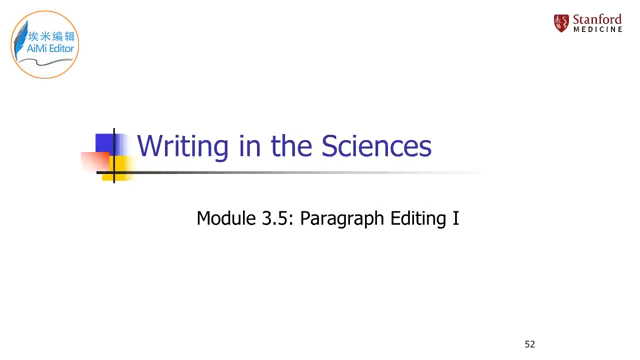 埃米编辑
AiMi Editor
Stanford
MEDICINE
Writing in the Sciences
Module 3.5: Paragraph Editing I
52